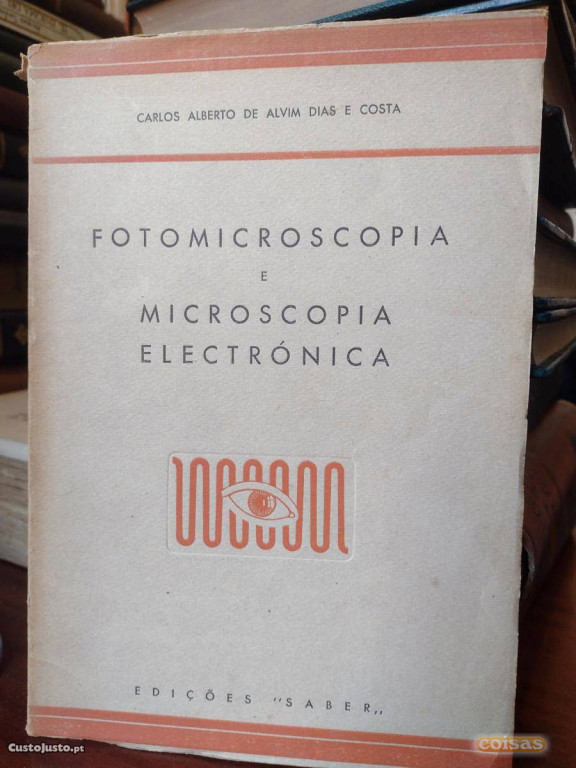 CARLOS ALBERTO DE ALVIM DIAS E COSTA
FOTOMICROSCOPIA
E
MICROSCOPIA
ELECTRÓNICA
EDIÇÕES "SABER„
CustoJusto.pt
coisas